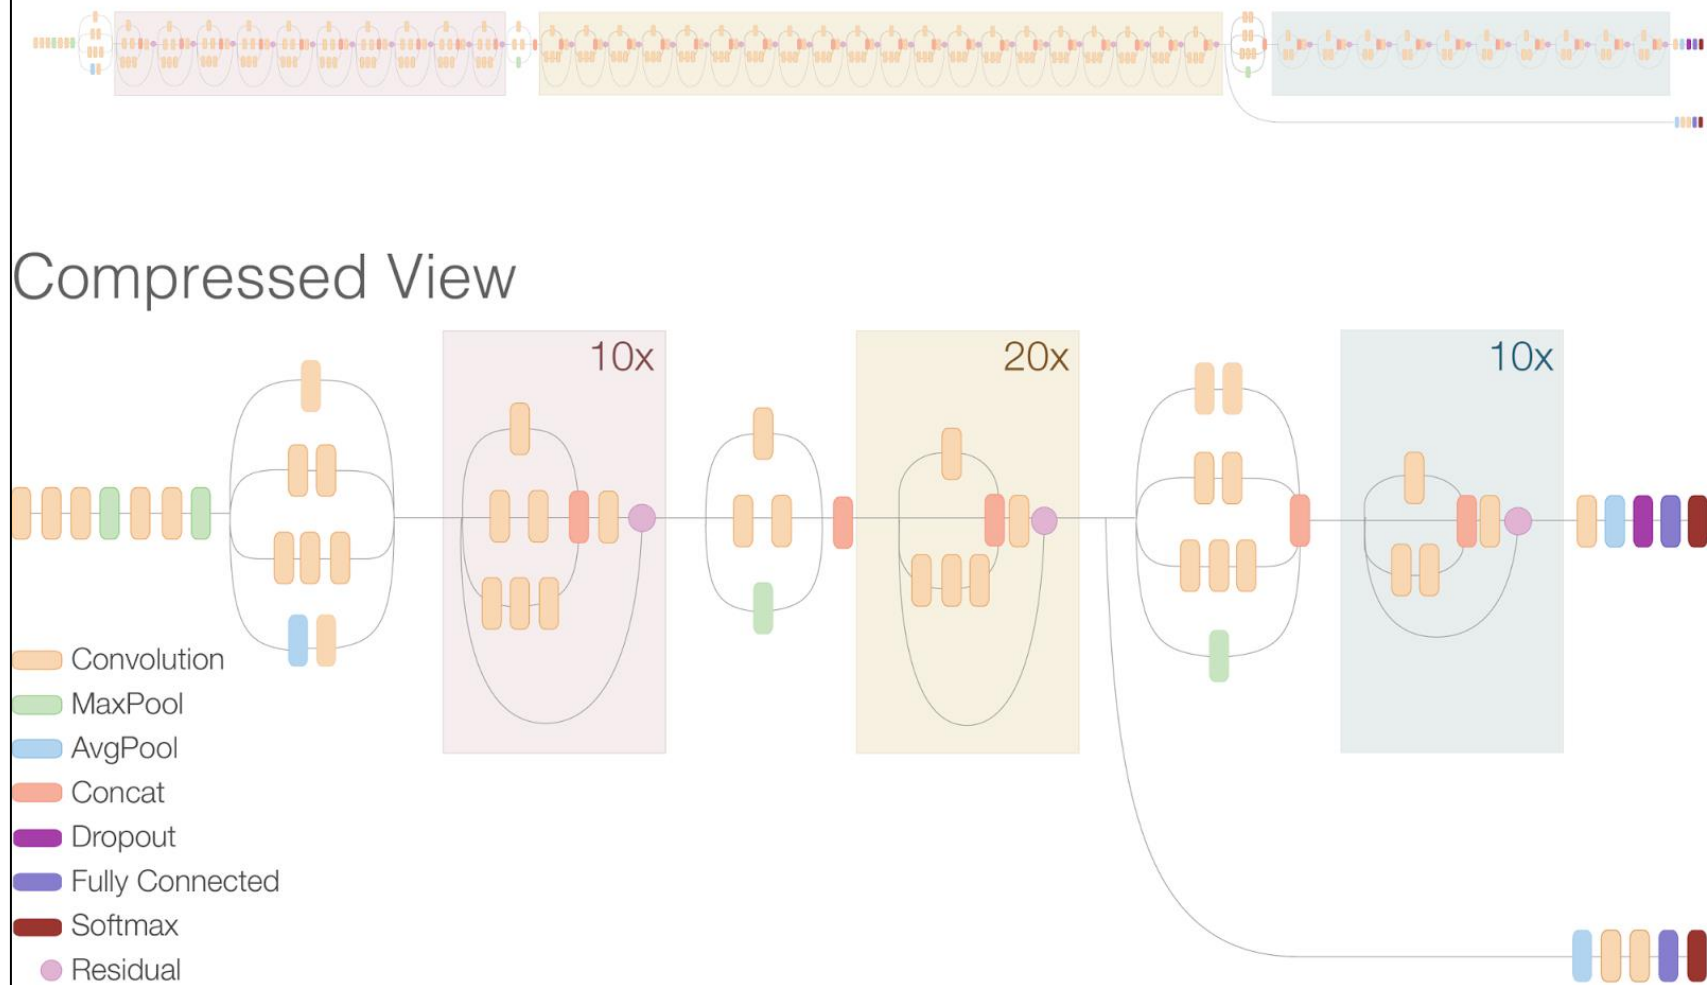 Compressed View
10x
20x
10x
Convolution
MaxPool
AvgPool
Concat
Dropout
Fully Connected
Softmax
Residual